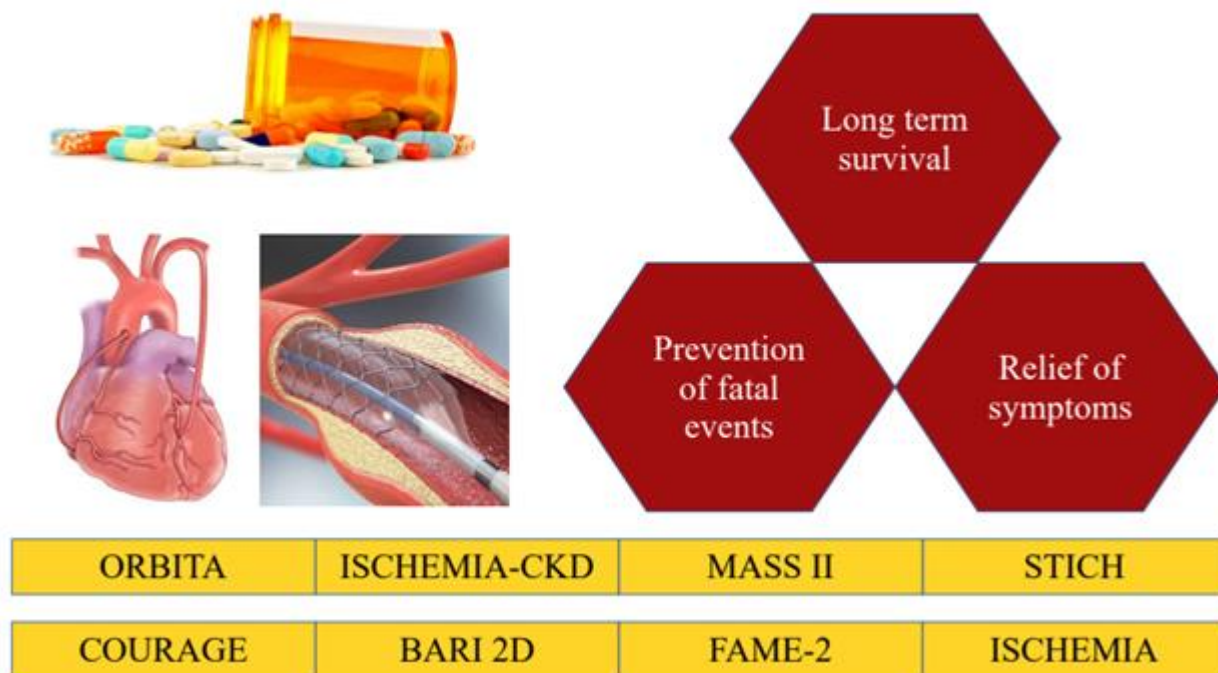 Long term
survival
Prevention
of fatal
events
Relief of
symptoms
ORBITA
ISCHEMIA-CKD
MASS II
STICH
COURAGE
BARI 2D
FAME-2
ISCHEMIA